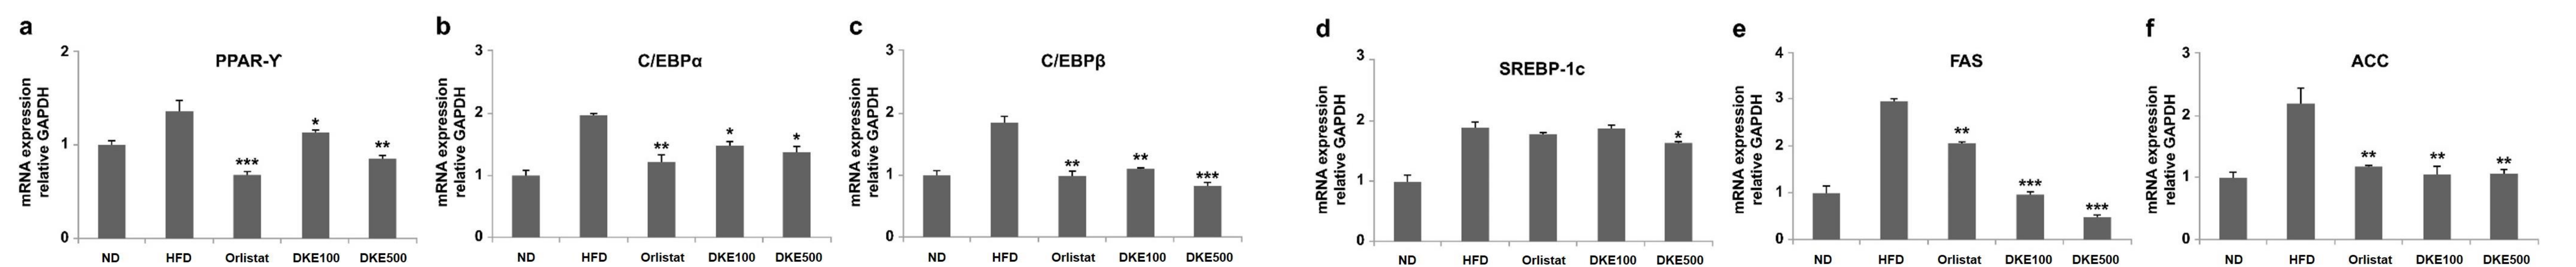 a
PPAR-Ƴ
mRNA expression
relative GAPDH
2
1
0
***
*
**
ND HFD Orlistat DKE100 DKE500
b
C/EBPα
mRNA expression
relative GAPDH
3
2
1
0
**
*
*
ND HFD Orlistat DKE100 DKE500
c
C/EBPβ
mRNA expression
relative GAPDH
3
2
1
0
**
**
***
ND HFD Orlistat DKE100 DKE500
d
SREBP-1c
mRNA expression
relative GAPDH
3
2
1
0
*
ND HFD Orlistat DKE100 DKE500
e
FAS
mRNA expression
relative GAPDH
4
3
2
1
0
**
***
***
ND HFD Orlistat DKE100 DKE500
f
ACC
mRNA expression
relative GAPDH
3
2
1
0
**
**
**
ND HFD Orlistat DKE100 DKE500